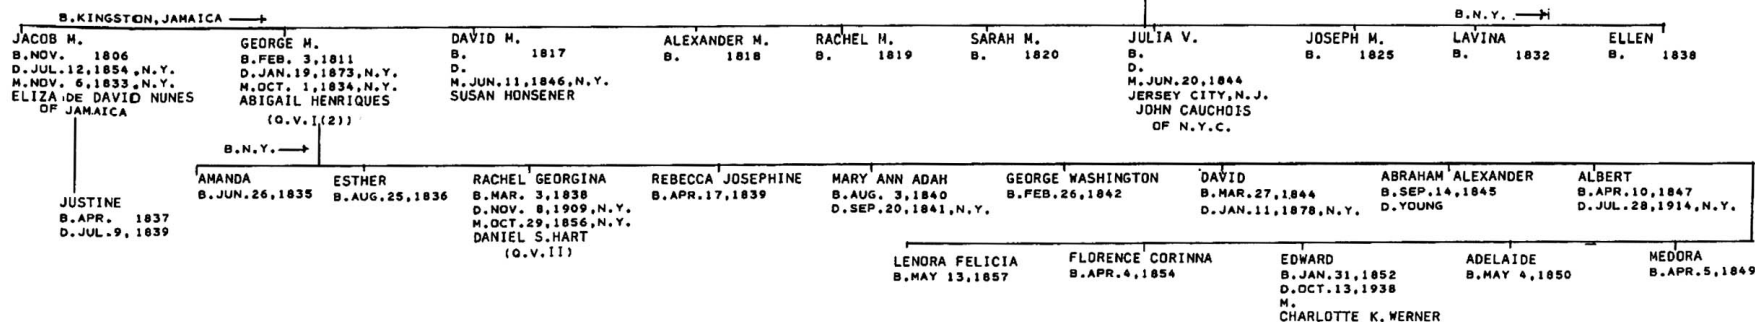 B.KINGSTON,JAMAICA
JACOB M.
B.NOV. 1806
D.JUL.12,1854,N.Y.
M.NOV. 6,1833,N.Y.
ELIZA DE DAVID NUNES
OF JAMAICA
GEORGE M.
B.FEB. 3,1811
D.JAN.19,1873,N.Y.
M.OCT. 1,1834,N.Y.
ABIGAIL HENRIQUES
(Q.V.I(2))
DAVID M.
B. 1817
D.
M.JUN.11,1846,N.Y.
SUSAN HONSENER
ALEXANDER M.
B. 1818
RACHEL M.
B. 1819
SARAH M.
B. 1820
JULIA V.
B.
D.
M.JUN.20,1844
JERSEY CITY,N.J.
JOHN CAUCHOIS
OF N.Y.C.
JOSEPH M.
B. 1825
B.N.Y.
LAVINA
B. 1832
ELLEN
B. 1838
JUSTINE
B.APR. 1837
D.JUL.9,1839
B.N.Y.
AMANDA
B.JUN.26,1835
ESTHER
B.AUG.25,1836
RACHEL GEORGINA
B.MAR. 3,1838
D.NOV. 8,1909,N.Y.
M.OCT.29,1856,N.Y.
DANIEL S.HART
(Q.V.II)
REBECCA JOSEPHINE
B.APR.17,1839
MARY ANN ADAH
B.AUG. 3,1840
D.SEP.20,1841,N.Y.
GEORGE WASHINGTON
B.FEB.26,1842
DAVID
B.MAR.27,1844
D.JAN.11,1878,N.Y.
ABRAHAM ALEXANDER
B.SEP.14,1845
D.YOUNG
ALBERT
B.APR.10,1847
D.JUL.28,1914,N.Y.
LENORA FELICIA
B.MAY 13,1857
FLORENCE CORINNA
B.APR.4,1854
EDWARD
B.JAN.31,1852
D.OCT.13,1938
M.
CHARLOTTE K.WERNER
ADELAIDE
B.MAY 4,1850
MEDORA
B.APR.5,1849